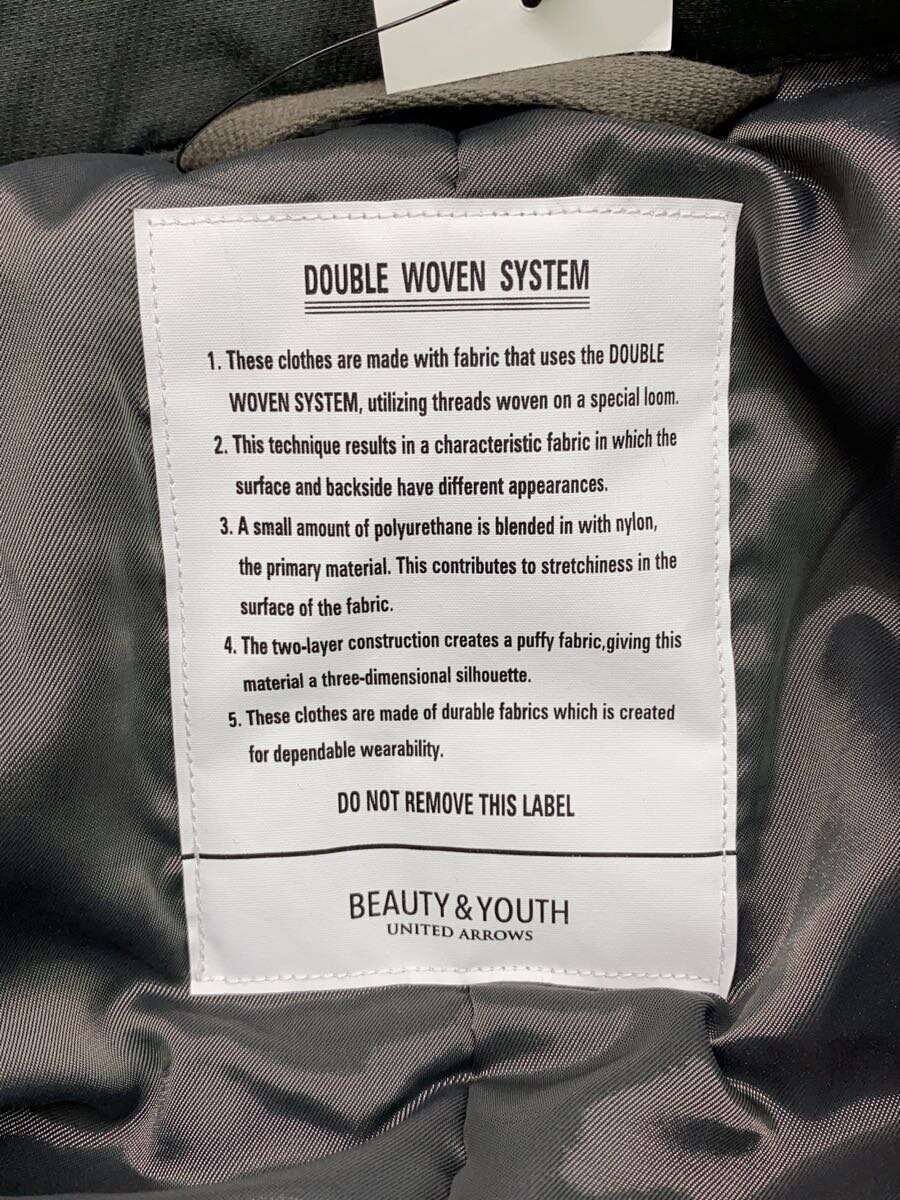 DOUBLE WOVEN SYSTEM
1. These clothes are made with fabric that uses the DOUBLE
WOVEN SYSTEM, utilizing threads woven on a special loom.
2. This technique results in a characteristic fabric in which the
surface and backside have different appearances.
3. A small amount of polyurethane is blended in with nylon,
the primary material. This contributes to stretchiness in the
surface of the fabric.
4. The two-layer construction creates a puffy fabric,giving this
material a three-dimensional silhouette.
5. These clothes are made of durable fabrics which is created
for dependable wearability.
DO NOT REMOVE THIS LABEL
BEAUTY & YOUTH
UNITED ARROWS